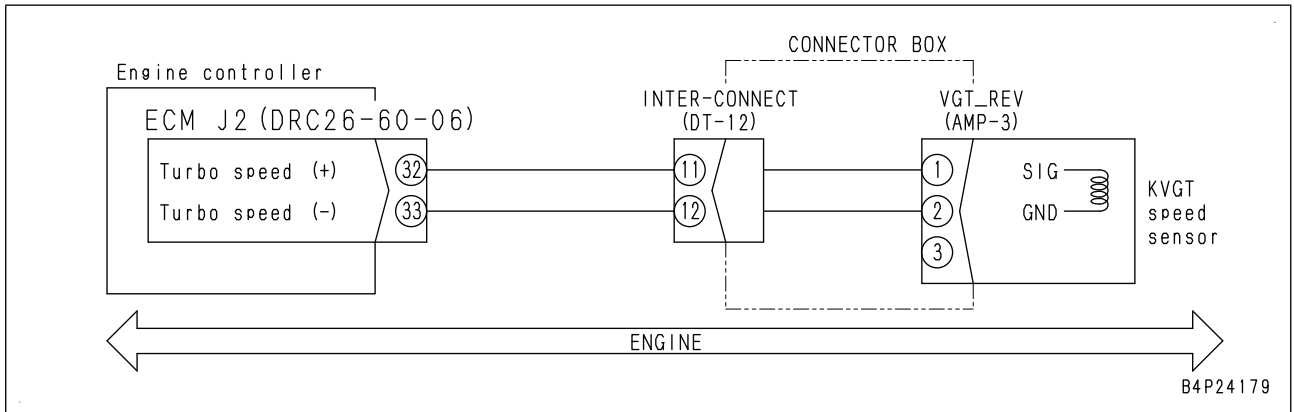 CONNECTOR BOX
Engine controller
INTER-CONNECT
(DT-12)
VGT_REV
(AMP-3)
ECM J2 (DRC26-60-06)
Turbo speed (+)
32
11
1
SIG
Turbo speed (-)
33
12
2
GND
3
KVGT
speed
sensor
ENGINE
B4P24179